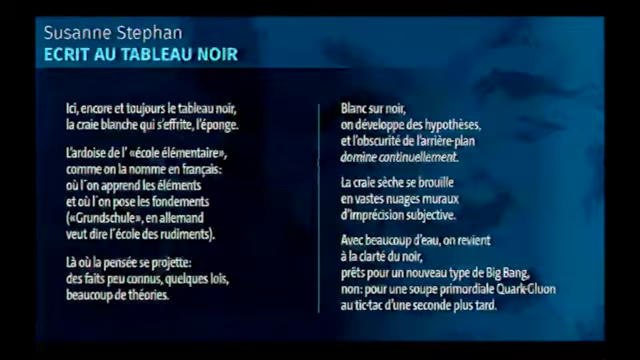 Susanne Stephan
ECRIT AU TABLEAU NOIR
Ici, encore et toujours le tableau noir,
la craie blanche qui s'effrite, l'éponge.
L'ardoise de l' «école élémentaire»,
comme on la nomme en français:
où l'on apprend les éléments
et où l'on pose les fondements
(«Grundschule», en allemand
veut dire l'école des rudiments).
Là où la pensée se projette:
des faits peu connus, quelques lois,
beaucoup de théories.
Blanc sur noir,
on développe des hypothèses,
et l'obscurité de l'arrière-plan
domine continuellement.
La craie sèche se brouille
en vastes nuages muraux
d'imprécision subjective.
Avec beaucoup d'eau, on revient
à la clarté du noir,
prêts pour un nouveau type de Big Bang,
non: pour une soupe primordiale Quark-Gluon
au tic-tac d'une seconde plus tard.